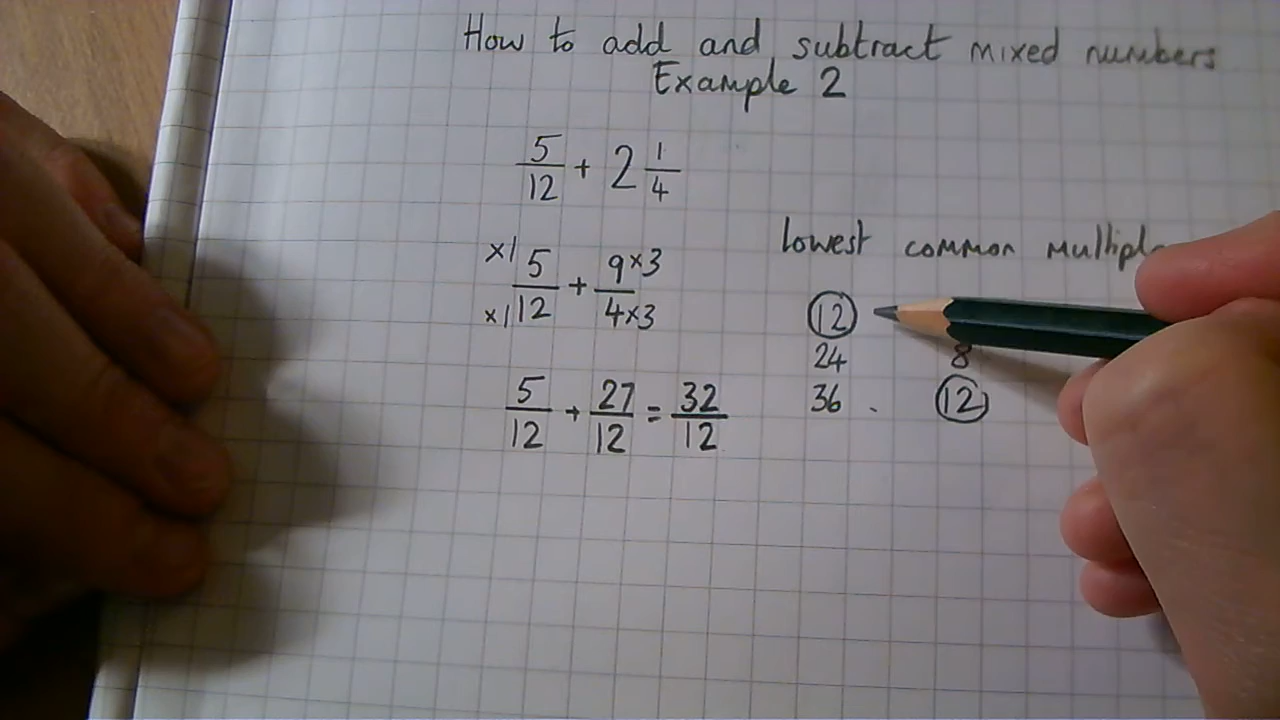 How to add and subtract mixed numbers
Example 2
5/12 + 2 1/4
lowest common
×1 5 + 9 ×3
×1 12 4 ×3
12
24 8
36 . 12
5/12 + 27/12 = 32/12